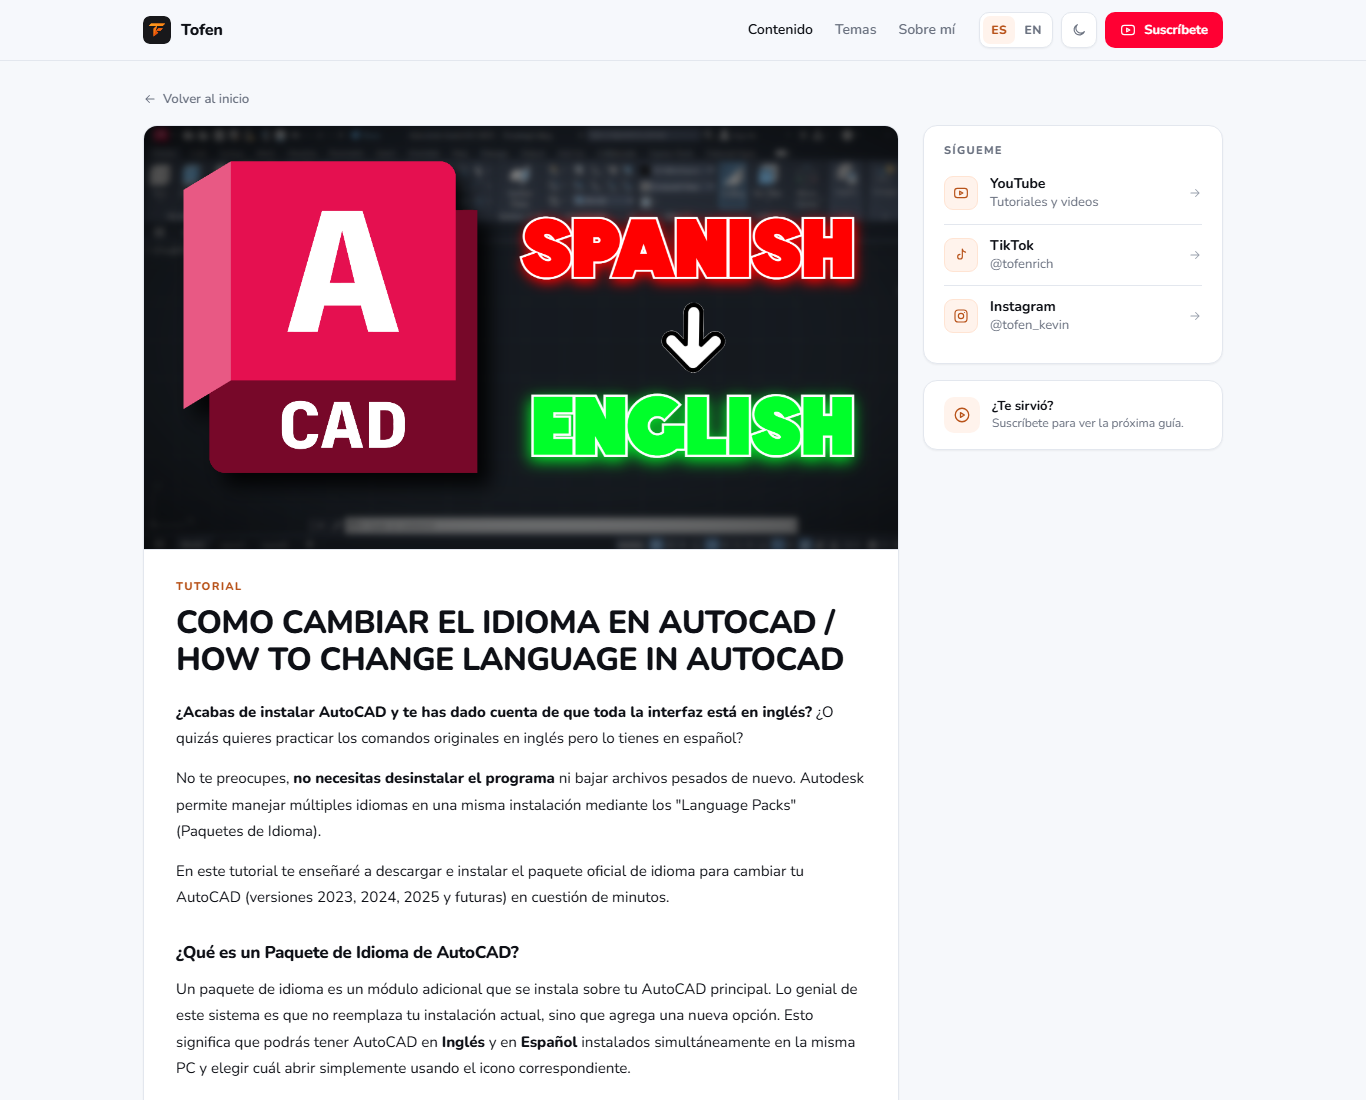 Tofen
Contenido
Temas
Sobre mí
ES
EN
Suscríbete
Volver al inicio
A
CAD
SPANISH
ENGLISH
TUTORIAL
COMO CAMBIAR EL IDIOMA EN AUTOCAD /
HOW TO CHANGE LANGUAGE IN AUTOCAD
¿Acabas de instalar AutoCAD y te has dado cuenta de que toda la interfaz está en inglés? ¿O
quizás quieres practicar los comandos originales en inglés pero lo tienes en español?
No te preocupes, no necesitas desinstalar el programa ni bajar archivos pesados de nuevo. Autodesk
permite manejar múltiples idiomas en una misma instalación mediante los "Language Packs"
(Paquetes de Idioma).
En este tutorial te enseñaré a descargar e instalar el paquete oficial de idioma para cambiar tu
AutoCAD (versiones 2023, 2024, 2025 y futuras) en cuestión de minutos.
¿Qué es un Paquete de Idioma de AutoCAD?
Un paquete de idioma es un módulo adicional que se instala sobre tu AutoCAD principal. Lo genial de
este sistema es que no reemplaza tu instalación actual, sino que agrega una nueva opción. Esto
significa que podrás tener AutoCAD en Inglés y en Español instalados simultáneamente en la misma
PC y elegir cuál abrir simplemente usando el icono correspondiente.
SÍGUEME
YouTube
Tutoriales y videos
TikTok
@tofenrich
Instagram
@tofen_kevin
¿Te sirvió?
Suscríbete para ver la próxima guía.